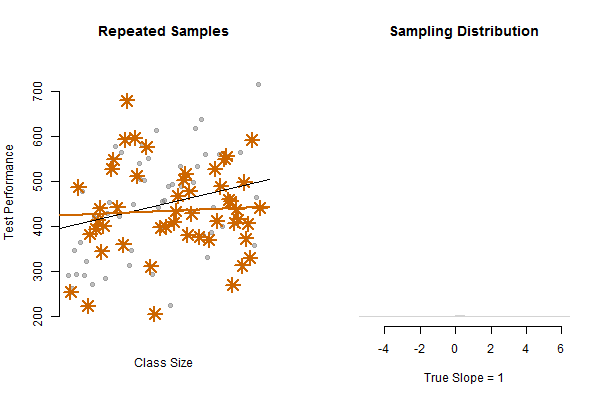 Repeated Samples
Test Performance
700
600
500
400
300
200
Class Size
Sampling Distribution
-4 -2 0 2 4 6
True Slope = 1